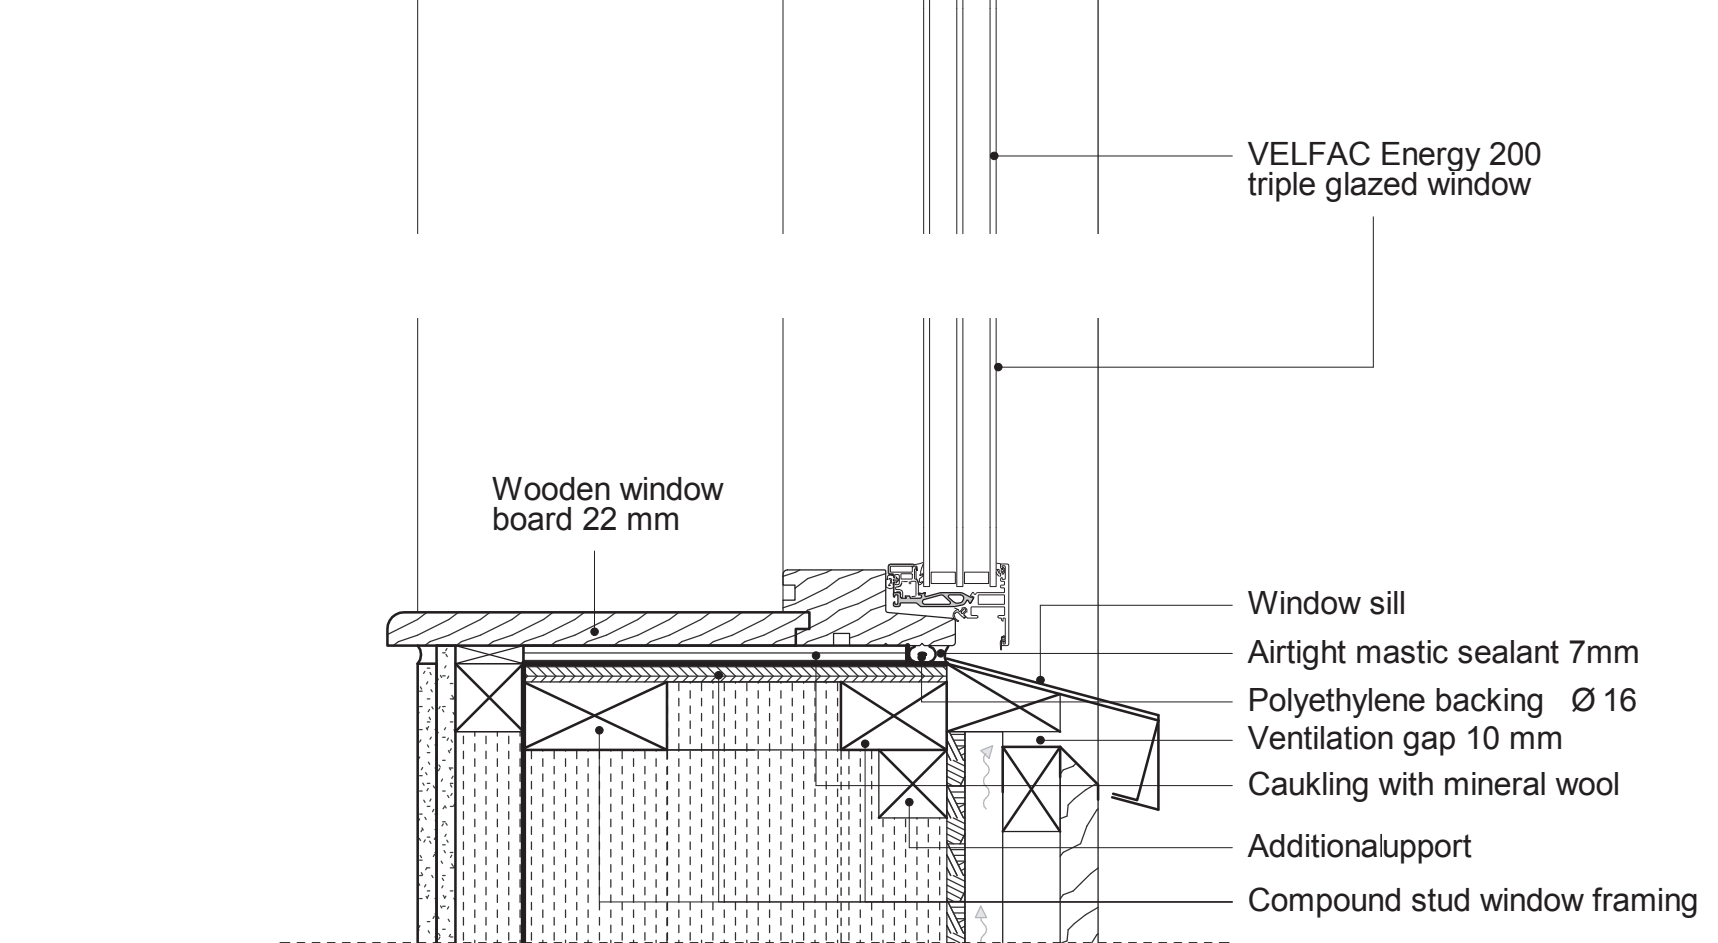 VELFAC Energy 200
triple glazed window
Wooden window
board 22 mm
Window sill
Airtight mastic sealant 7mm
Polyethylene backing Ø 16
Ventilation gap 10 mm
Caukling with mineral wool
Additionalupport
Compound stud window framing